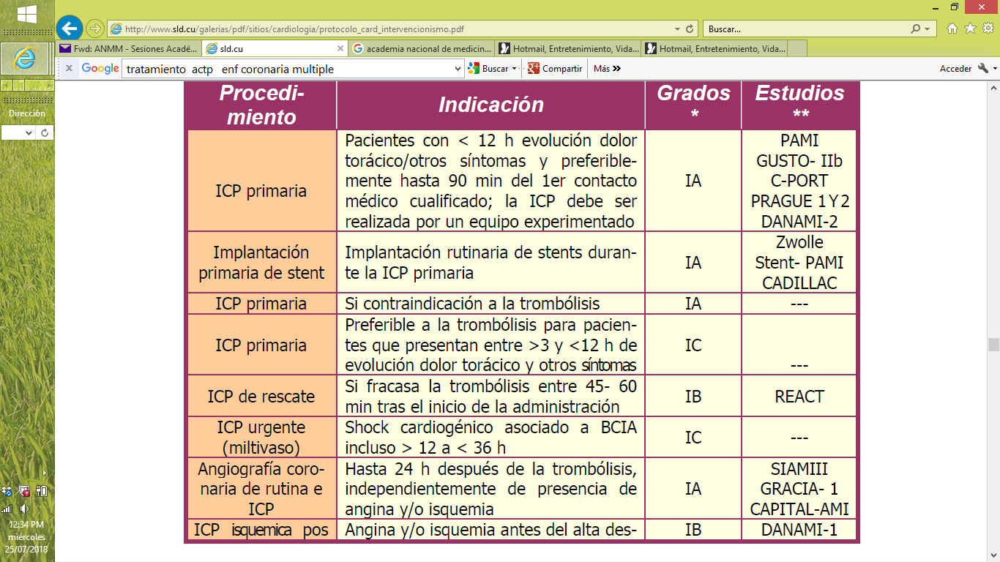 http://www.sld.cu/galerias/pdf/sitios/cardiologia/protocolo_card_intervencionismo.pdf
Buscar...
Fwd: ANMM - Sesiones Acadé...
sld.cu
academia nacional de medicin...
Hotmail, Entretenimiento, Vida...
Hotmail, Entretenimiento, Vida...
Google
tratamiento actp enf coronaria multiple
Buscar
Compartir
Más
Acceder
Dirección
Procedi-
miento
Indicación
Grados
*
Estudios
**
ICP primaria
Pacientes con < 12 h evolución dolor
torácico/otros síntomas y preferible-
mente hasta 90 min del 1er contacto
médico cualificado; la ICP debe ser
realizada por un equipo experimentado
IA
PAMI
GUSTO- IIb
C-PORT
PRAGUE 1 Y 2
DANAMI-2
Implantación
primaria de stent
Implantación rutinaria de stents duran-
te la ICP primaria
IA
Zwolle
Stent- PAMI
CADILLAC
ICP primaria
Si contraindicación a la trombólisis
IA
---
ICP primaria
Preferible a la trombólisis para pacien-
tes que presentan entre >3 y <12 h de
evolución dolor torácico y otros síntomas
IC
---
ICP de rescate
Si fracasa la trombólisis entre 45- 60
min tras el inicio de la administración
IB
REACT
ICP urgente
(miltivaso)
Shock cardiogénico asociado a BCIA
incluso > 12 a < 36 h
IC
---
Angiografía coro-
naria de rutina e
ICP
Hasta 24 h después de la trombólisis,
independientemente de presencia de
angina y/o isquemia
IA
SIAMIII
GRACIA- 1
CAPITAL-AMI
ICP isquemica pos
Angina y/o isquemia antes del alta des-
IB
DANAMI-1
12:34 PM
miércoles
25/07/2018